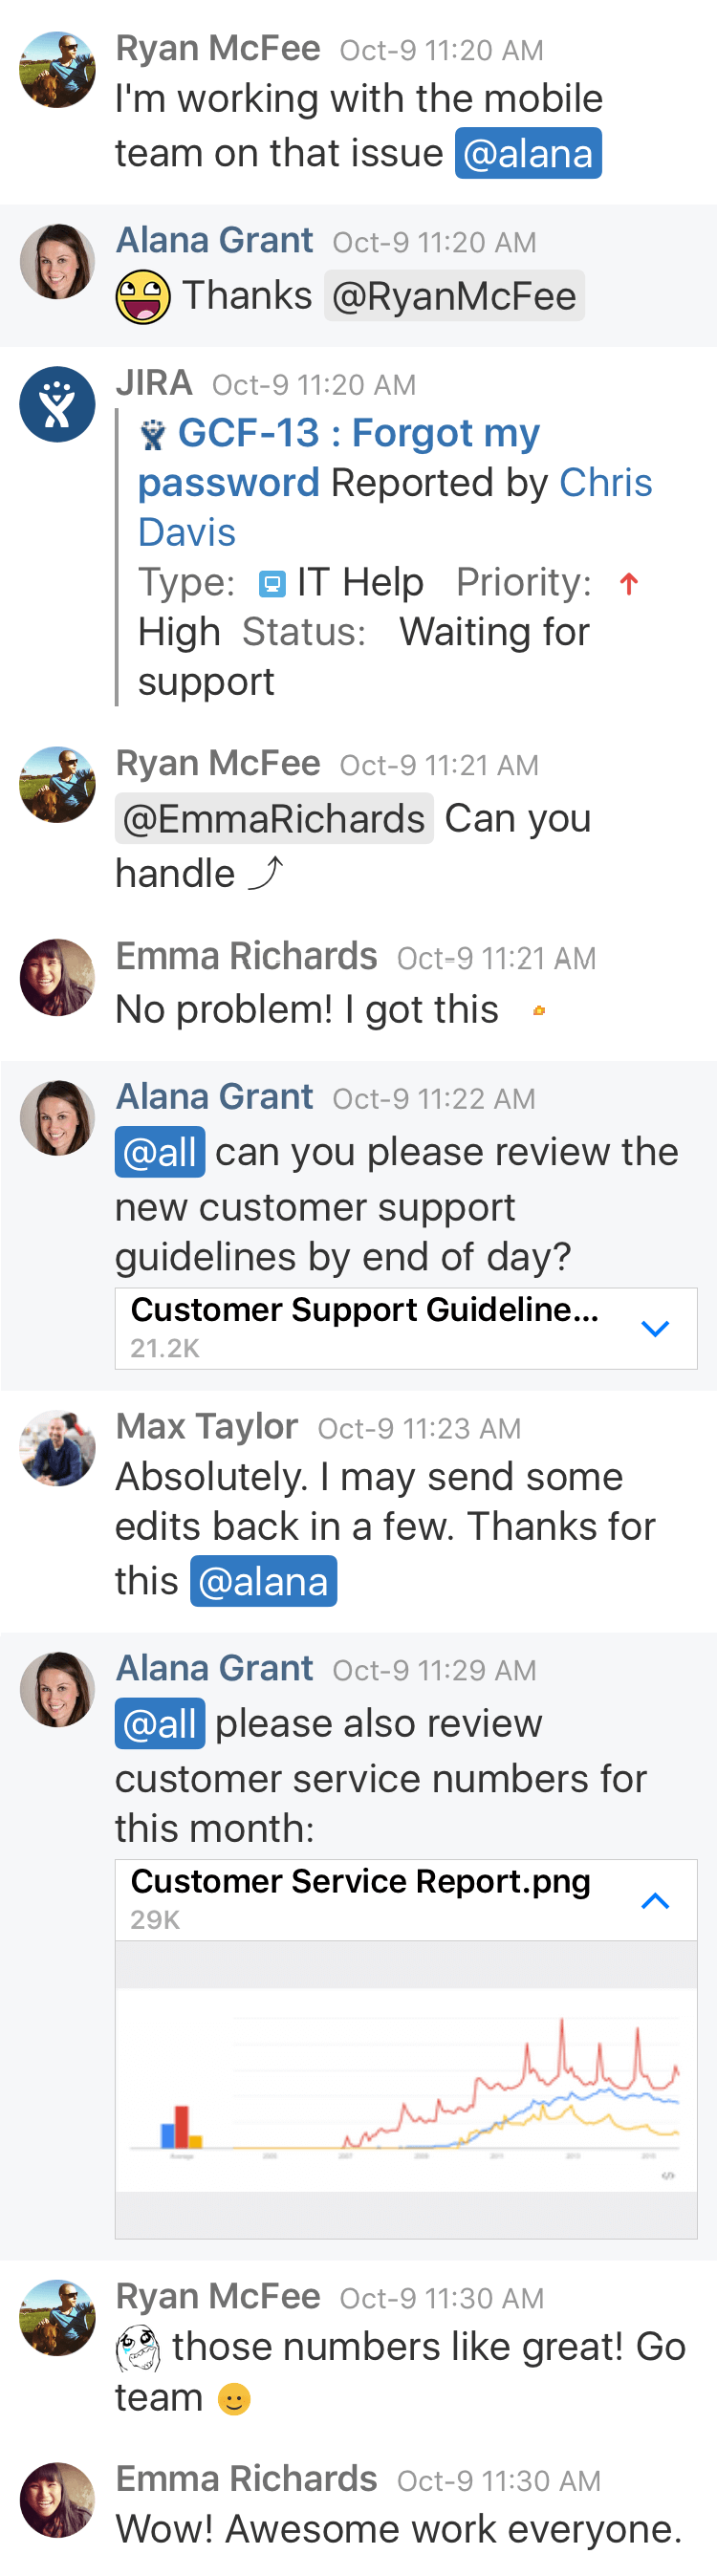 Ryan McFee Oct-9 11:20 AM
I'm working with the mobile
team on that issue @alana
Alana Grant Oct-9 11:20 AM
Thanks @RyanMcFee
JIRA Oct-9 11:20 AM
GCF-13 : Forgot my
password Reported by Chris
Davis
Type: IT Help Priority:
High Status: Waiting for
support
Ryan McFee Oct-9 11:21 AM
@EmmaRichards Can you
handle
Emma Richards Oct-9 11:21 AM
No problem! I got this
Alana Grant Oct-9 11:22 AM
@all can you please review the
new customer support
guidelines by end of day?
Customer Support Guideline...
21.2K
Max Taylor Oct-9 11:23 AM
Absolutely. I may send some
edits back in a few. Thanks for
this @alana
Alana Grant Oct-9 11:29 AM
@all please also review
customer service numbers for
this month:
Customer Service Report.png
29K
Average 2005 2007 2009 2011 2013 2015
</>
Ryan McFee Oct-9 11:30 AM
those numbers like great! Go
team
Emma Richards Oct-9 11:30 AM
Wow! Awesome work everyone.